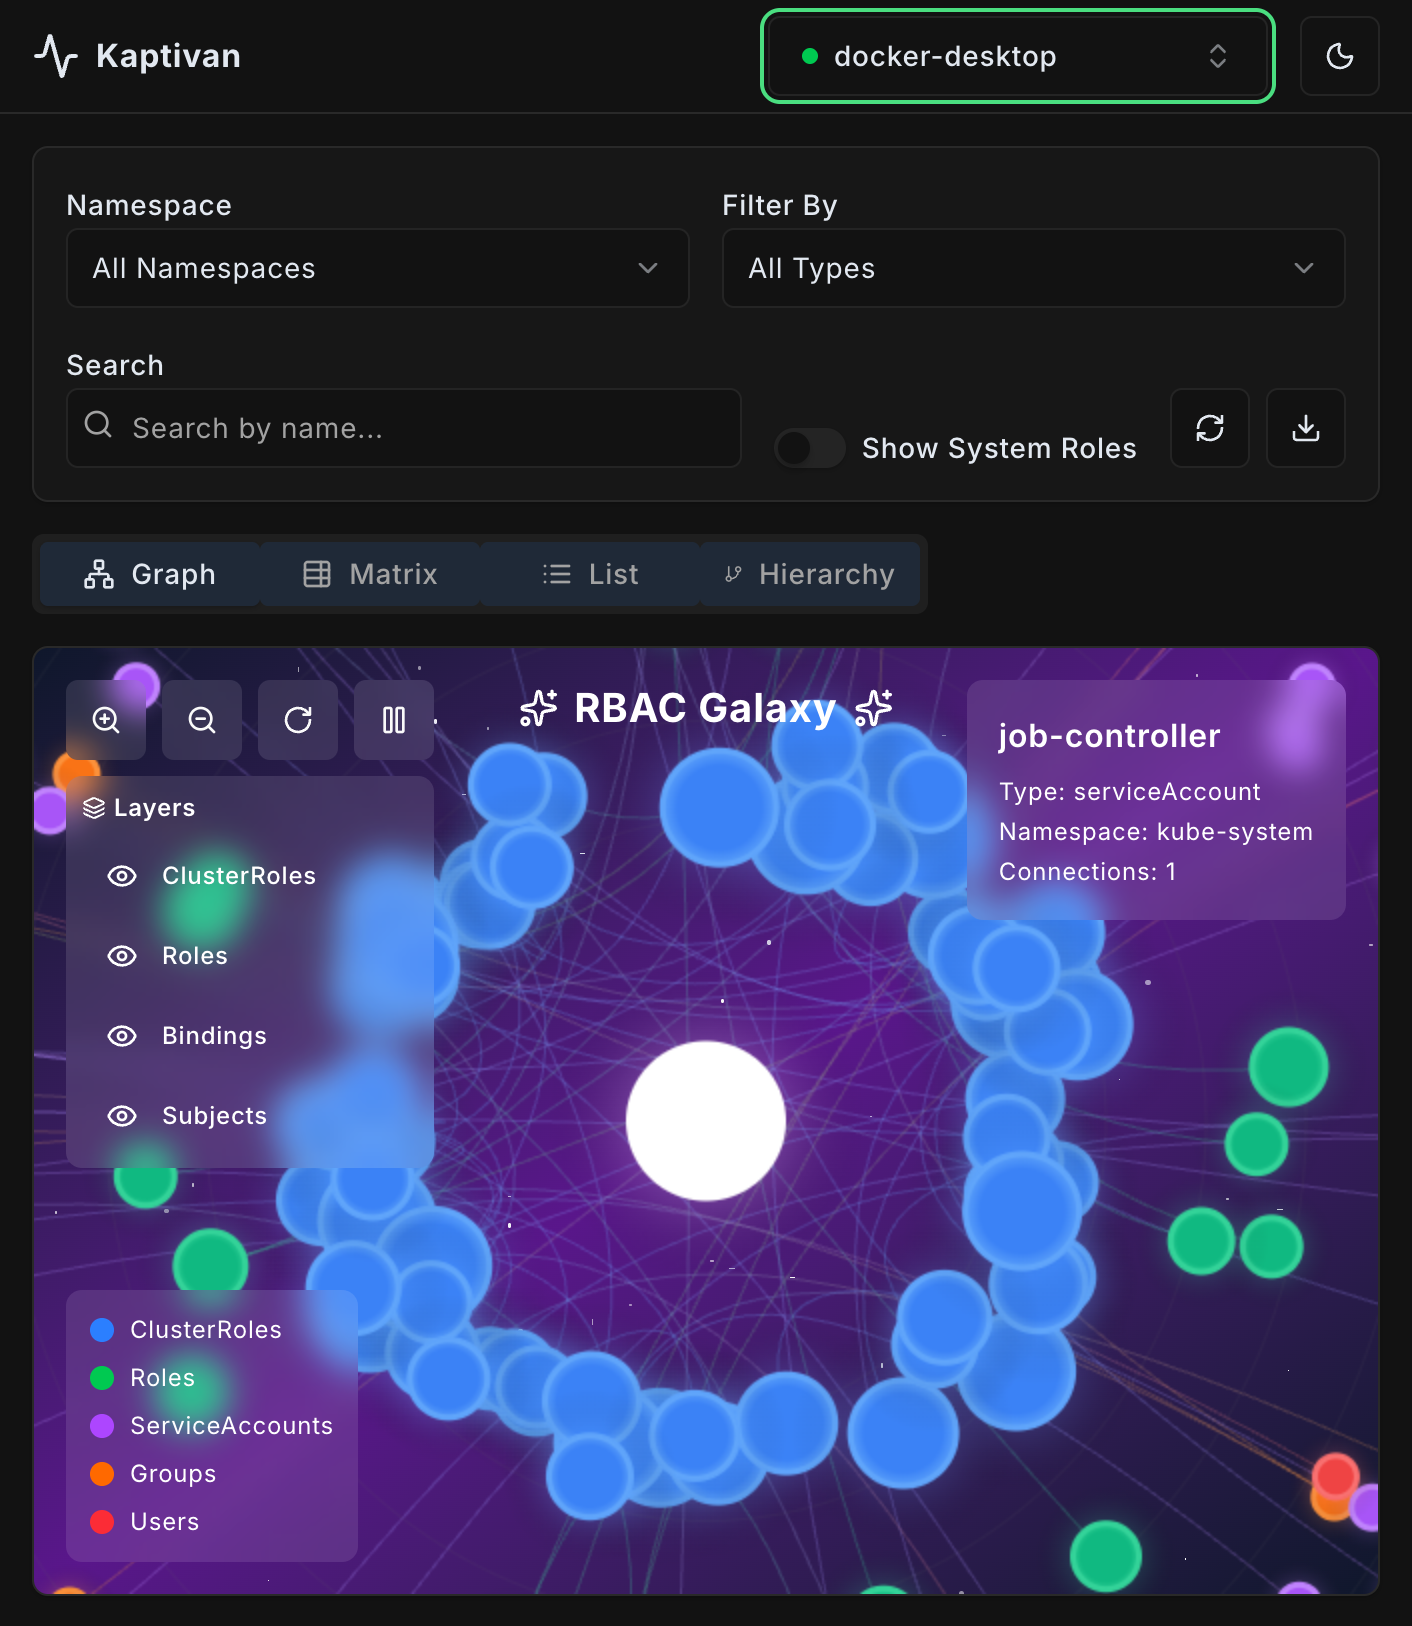 Kaptivan
docker-desktop
Namespace
Filter By
All Namespaces
All Types
Search
Search by name...
Show System Roles
Graph
Matrix
List
Hierarchy
RBAC Galaxy
job-controller
Type: serviceAccount
Namespace: kube-system
Connections: 1
Layers
ClusterRoles
Roles
Bindings
Subjects
ClusterRoles
Roles
ServiceAccounts
Groups
Users